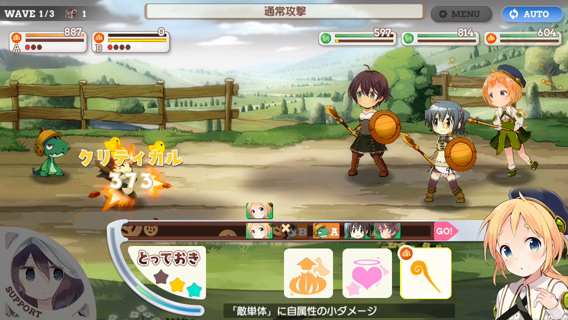 WAVE 1/3
1
通常攻撃
MENU
AUTO
887
A
0
B
597
814
604
クリティカル
373
B
A
GO!
とっておき
SUPPORT
「敵単体」に自属性の小ダメージ